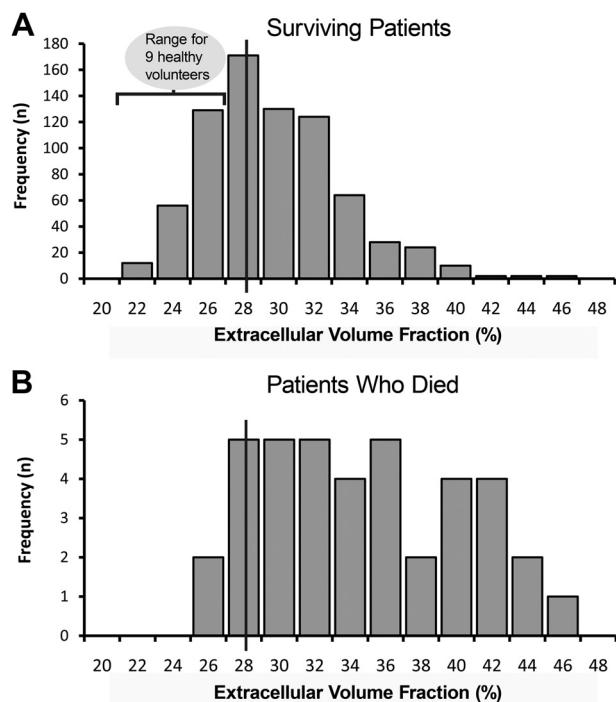 A
Surviving Patients
Range for
9 healthy
volunteers
Frequency (n)
180
160
140
120
100
80
60
40
20
0
20 22 24 26 28 30 32 34 36 38 40 42 44 46 48
Extracellular Volume Fraction (%)
B
Patients Who Died
Frequency (n)
6
5
4
3
2
1
0
20 22 24 26 28 30 32 34 36 38 40 42 44 46 48
Extracellular Volume Fraction (%)